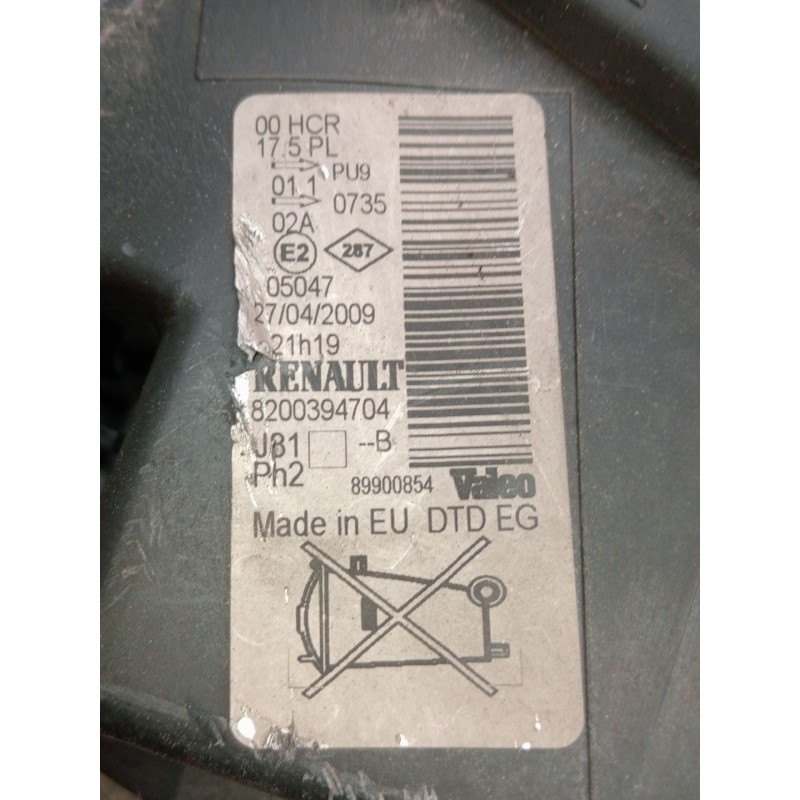 00 HCR
17.5 PL
PU9
01 1
0735
02A
E2 287
05047
27/04/2009
21h19
RENAULT
8200394704
J81 --B
Ph2
89900854 Valeo
Made in EU DTD EG